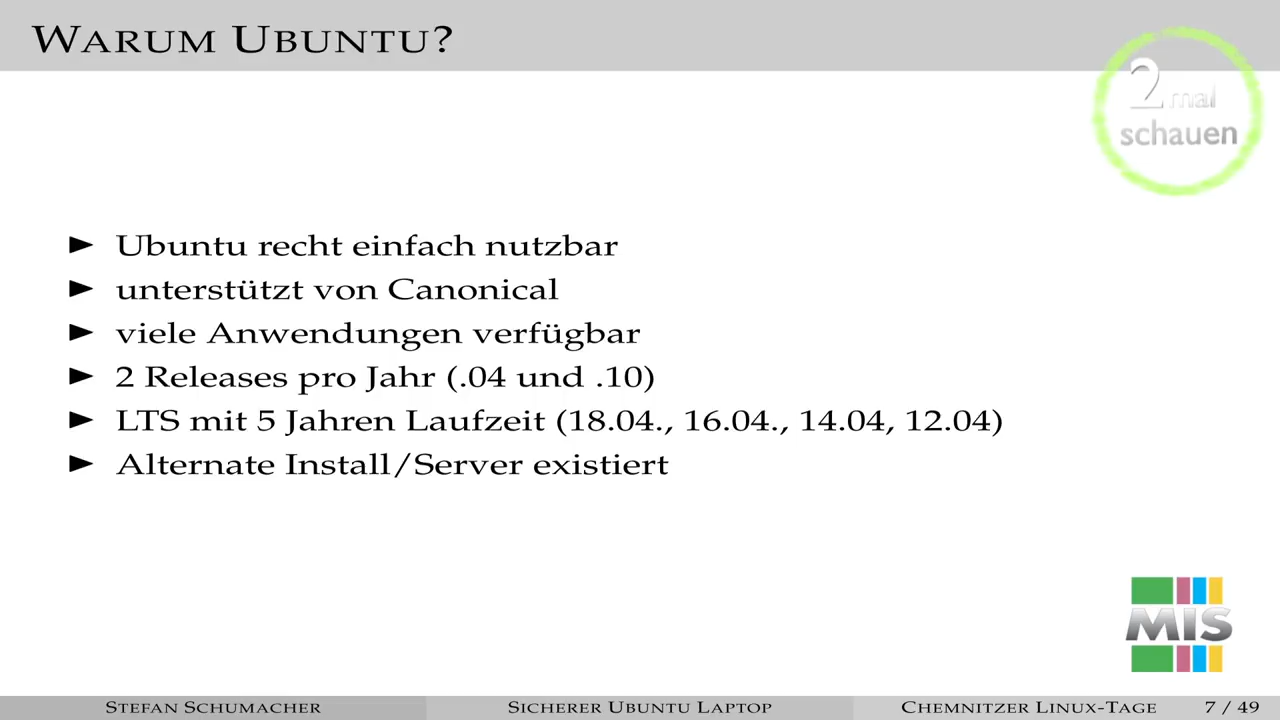 WARUM UBUNTU?
2 mal
schauen
► Ubuntu recht einfach nutzbar
► unterstützt von Canonical
► viele Anwendungen verfügbar
► 2 Releases pro Jahr (.04 und .10)
► LTS mit 5 Jahren Laufzeit (18.04., 16.04., 14.04, 12.04)
► Alternate Install/Server existiert
MIS
STEFAN SCHUMACHER SICHERER UBUNTU LAPTOP CHEMNITZER LINUX-TAGE 7 / 49